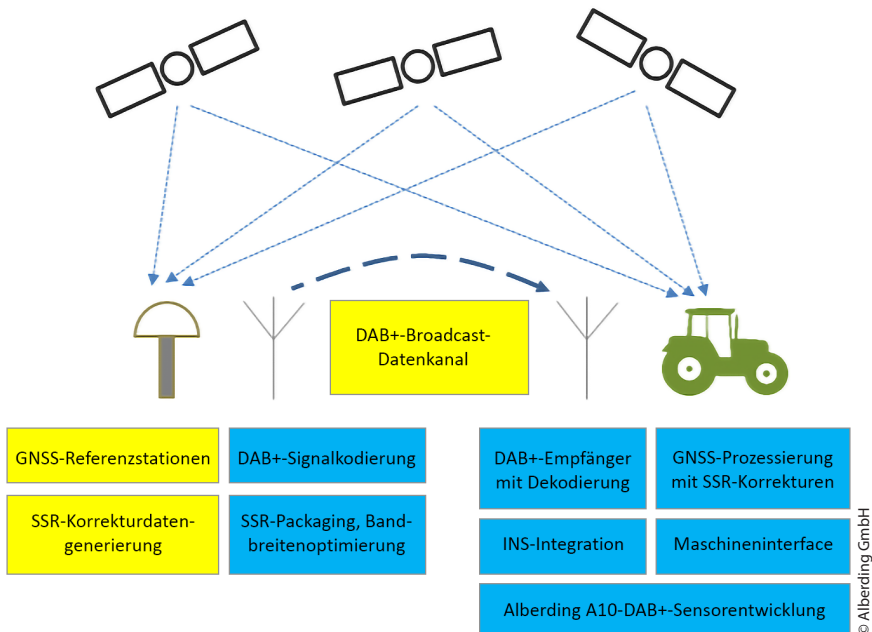 DAB+-Broadcast-
Datenkanal
GNSS-Referenzstationen
DAB+-Signalkodierung
SSR-Korrekturdaten-
generierung
SSR-Packaging, Band-
breitenoptimierung
DAB+-Empfänger
mit Dekodierung
GNSS-Prozessierung
mit SSR-Korrekturen
INS-Integration
Maschineninterface
Alberding A10-DAB+-Sensorentwicklung
© Alberding GmbH